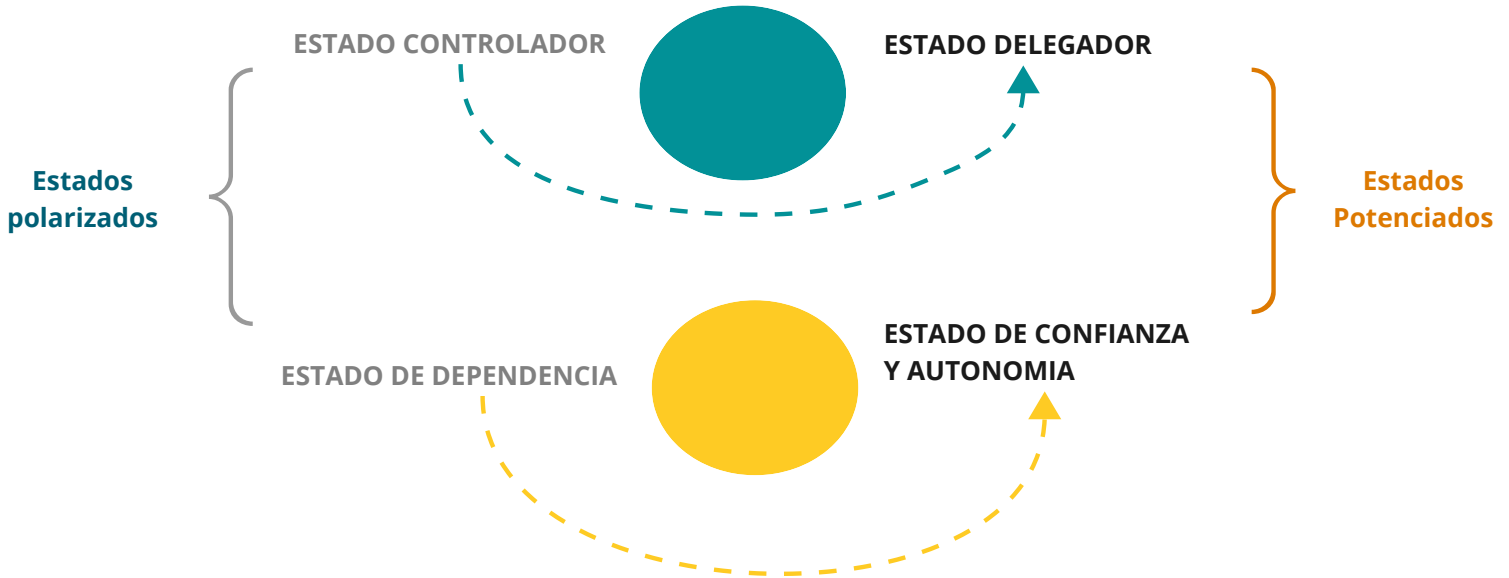 ESTADO CONTROLADOR
ESTADO DELEGADOR
Estados
polarizados
Estados
Potenciados
ESTADO DE DEPENDENCIA
ESTADO DE CONFIANZA
Y AUTONOMIA